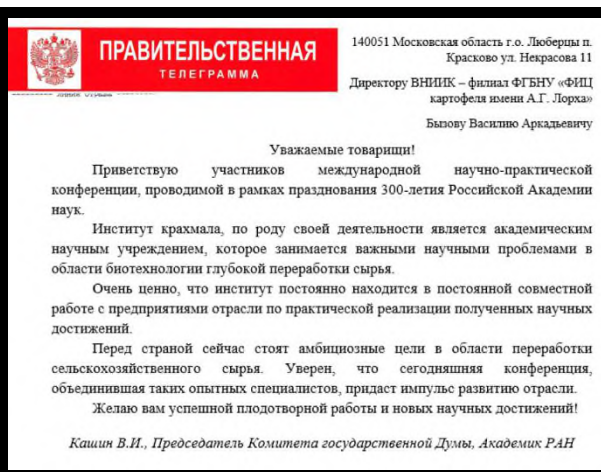 ПРАВИТЕЛЬСТВЕННАЯ
ТЕЛЕГРАММА
140051 Московская область г.о. Люберцы п.
Красково ул. Некрасова 11
Директору ВНИИК – филиал ФГБНУ «ФИЦ
картофеля имени А.Г. Лорха»
Бызову Василию Аркадьевичу
Уважаемые товарищи!
Приветствую участников международной научно-практической
конференции, проводимой в рамках празднования 300-летия Российской Академии
наук.
Институт крахмала, по роду своей деятельности является академическим
научным учреждением, которое занимается важными научными проблемами в
области биотехнологии глубокой переработки сырья.
Очень ценно, что институт постоянно находится в постоянной совместной
работе с предприятиями отрасли по практической реализации полученных научных
достижений.
Перед страной сейчас стоят амбициозные цели в области переработки
сельскохозяйственного сырья. Уверен, что сегодняшняя конференция,
объединившая таких опытных специалистов, придаст импульс развитию отрасли.
Желаю вам успешной плодотворной работы и новых научных достижений!
Кашин В.И., Председатель Комитета государственной Думы, Академик РАН